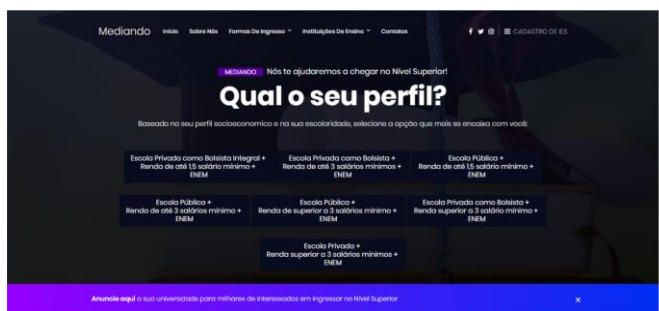 Mediando Início Sobre Nós Formas De Ingresso Instituições De Ensino Contatos CADASTRO DE IES
MEDIANDO Nós te ajudaremos a chegar no Nível Superior!
Qual o seu perfil?
Baseado no seu perfil socioeconomico e na sua escolaridade, selecione a opção que mais se encaixa com você:
Escola Privada como Bolsista Integral +
Renda de até 1,5 salário mínimo +
ENEM
Escola Privada como Bolsista +
Renda de até 3 salários mínimos +
ENEM
Escola Pública +
Renda de até 1,5 salário mínimo +
ENEM
Escola Pública +
Renda de até 3 salários mínimo +
ENEM
Escola Pública +
Renda de superior a 3 salários mínimo +
ENEM
Escola Privada como Bolsista +
Renda superior a 3 salário mínimo +
ENEM
Escola Privada +
Renda superior a 3 salários mínimos +
ENEM
Anuncie aqui a sua universidade para milhares de interessados em ingressar no Nível Superior